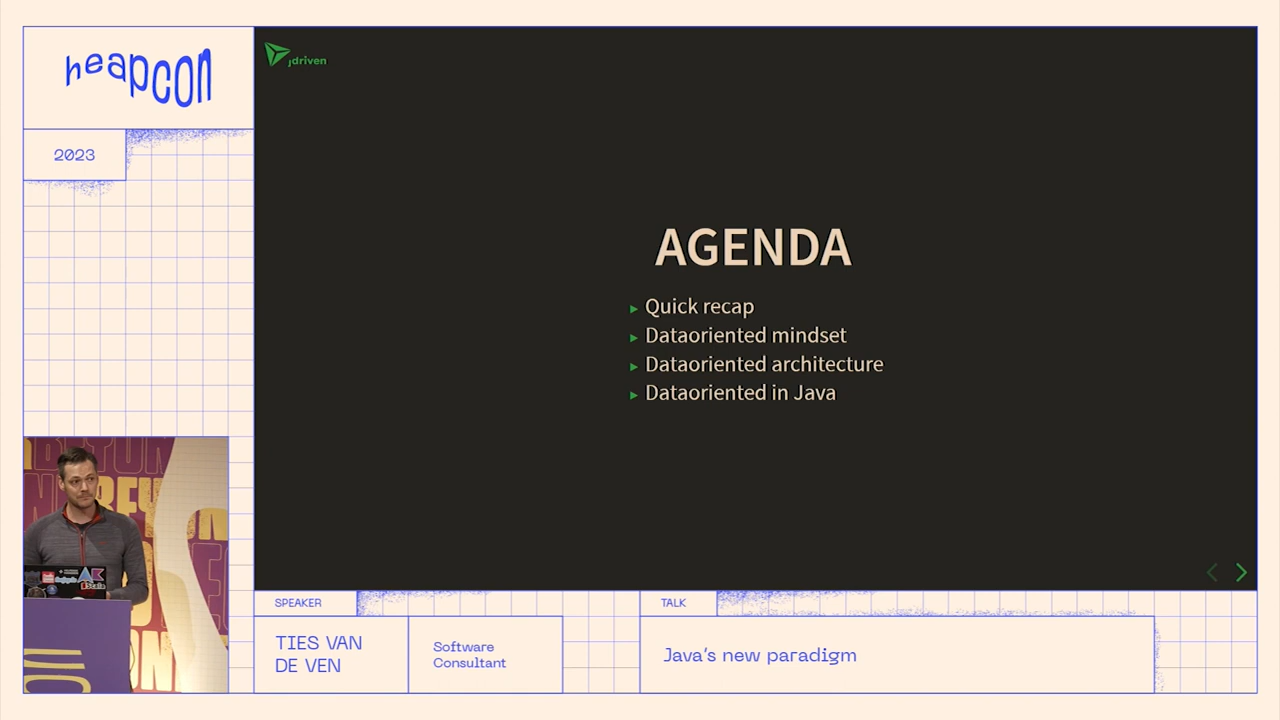 heapcon
2023
jdriven
AGENDA
Quick recap
Dataoriented mindset
Dataoriented architecture
Dataoriented in Java
Scala
SPEAKER
TIES VAN
DE VEN
Software
Consultant
TALK
Java's new paradigm